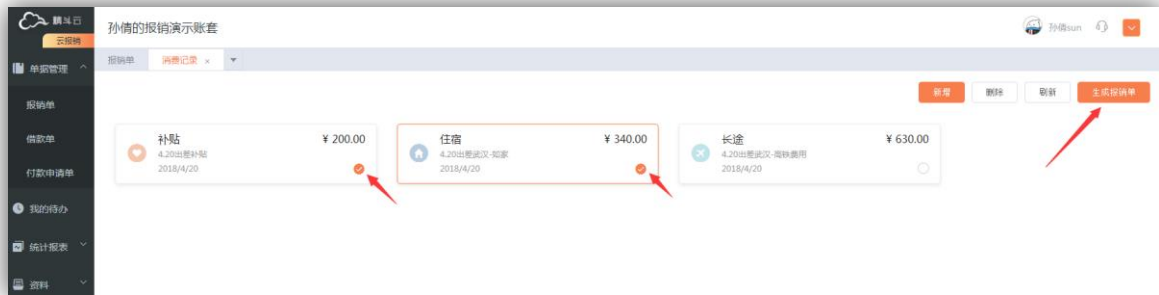 精斗云
云报销
孙倩的报销演示账套
孙倩sun
单据管理
报销单
消费记录 ×
新增
删除
刷新
生成报销单
报销单
借款单
付款申请单
我的待办
统计报表
资料
补贴
¥ 200.00
4.20出差补贴
2018/4/20
住宿
¥ 340.00
4.20出差武汉-如家
2018/4/20
长途
¥ 630.00
4.20出差武汉-高铁费用
2018/4/20